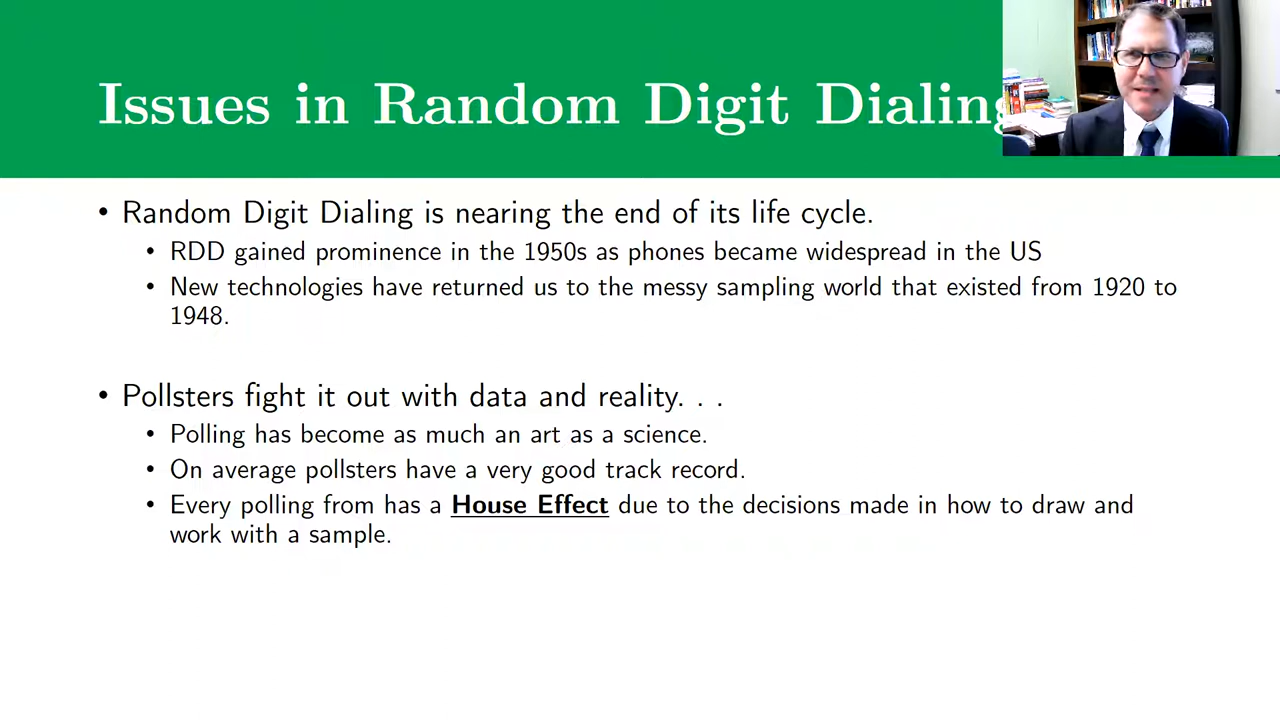 Issues in Random Digit Dialing
• Random Digit Dialing is nearing the end of its life cycle.
• RDD gained prominence in the 1950s as phones became widespread in the US
• New technologies have returned us to the messy sampling world that existed from 1920 to
1948.
• Pollsters fight it out with data and reality. . .
• Polling has become as much an art as a science.
• On average pollsters have a very good track record.
• Every polling from has a House Effect due to the decisions made in how to draw and
work with a sample.